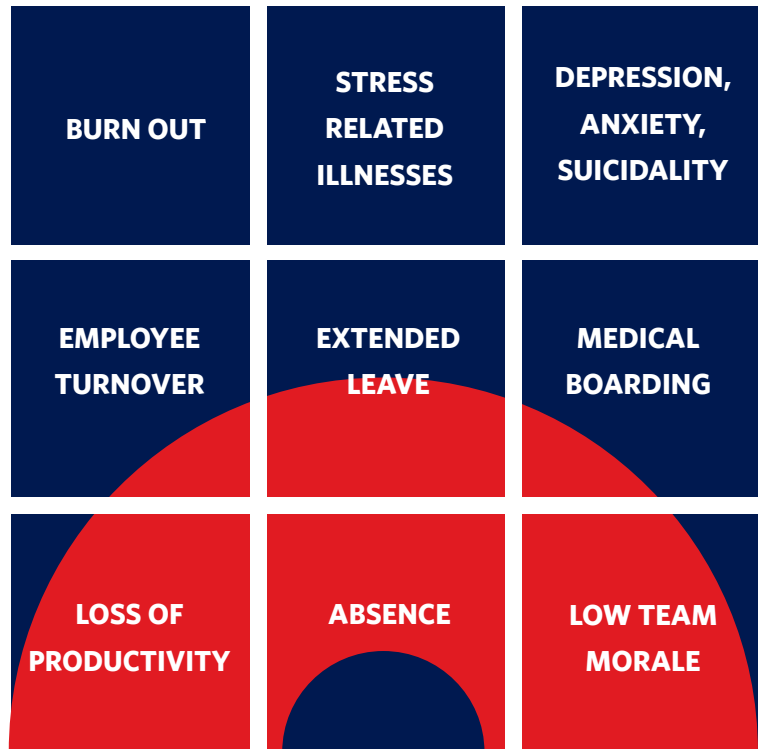 BURN OUT
STRESS
RELATED
ILLNESSES
DEPRESSION,
ANXIETY,
SUICIDALITY
EMPLOYEE
TURNOVER
EXTENDED
LEAVE
MEDICAL
BOARDING
LOSS OF
PRODUCTIVITY
ABSENCE
LOW TEAM
MORALE